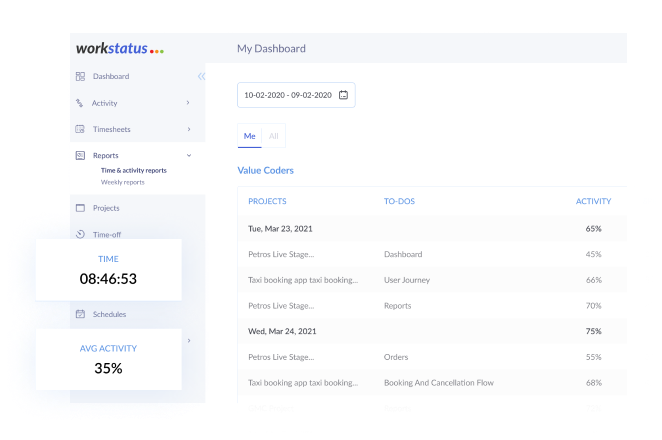 workstatus
My Dashboard
Dashboard
Activity
Timesheets
Reports
Time & activity reports
Weekly reports
Projects
Time-off
TIME
08:46:53
Schedules
AVG ACTIVITY
35%
10-02-2020 - 09-02-2020
Me All
Value Coders
PROJECTS TO-DOS ACTIVITY
Tue, Mar 23, 2021 65%
Petros Live Stage... Dashboard 45%
Taxi booking app taxi booking... User Journey 66%
Petros Live Stage... Reports 70%
Wed, Mar 24, 2021 75%
Petros Live Stage... Orders 55%
Taxi booking app taxi booking... Booking And Cancellation Flow 68%